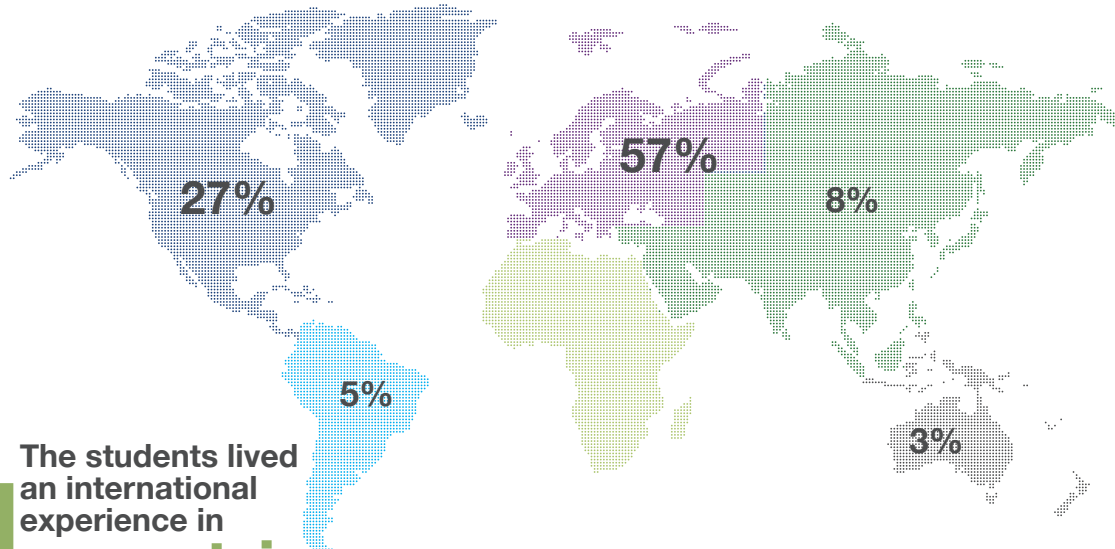 57%
27%
8%
5%
3%
The students lived
an international
experience in